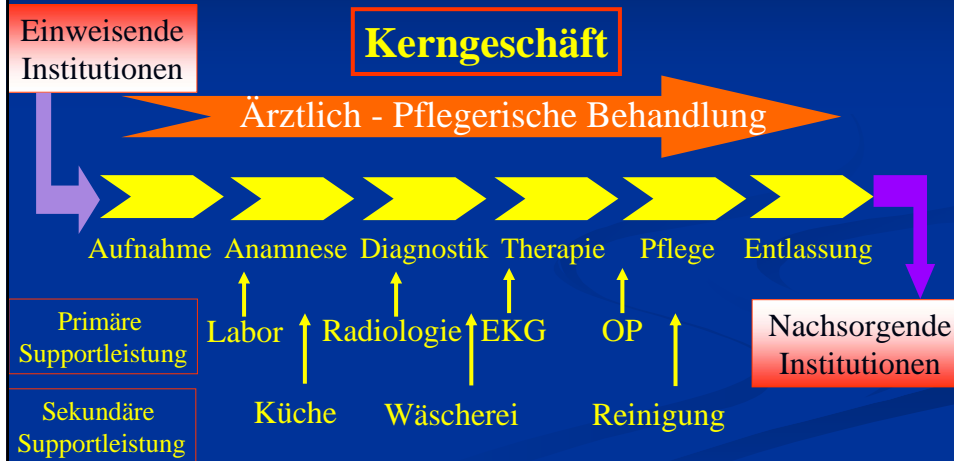 Einweisende
Institutionen
Kerngeschäft
Ärztlich - Pflegerische Behandlung
Aufnahme Anamnese Diagnostik Therapie Pflege Entlassung
Primäre
Supportleistung
Labor Radiologie EKG OP
Nachsorgende
Institutionen
Sekundäre
Supportleistung
Küche Wäscherei Reinigung